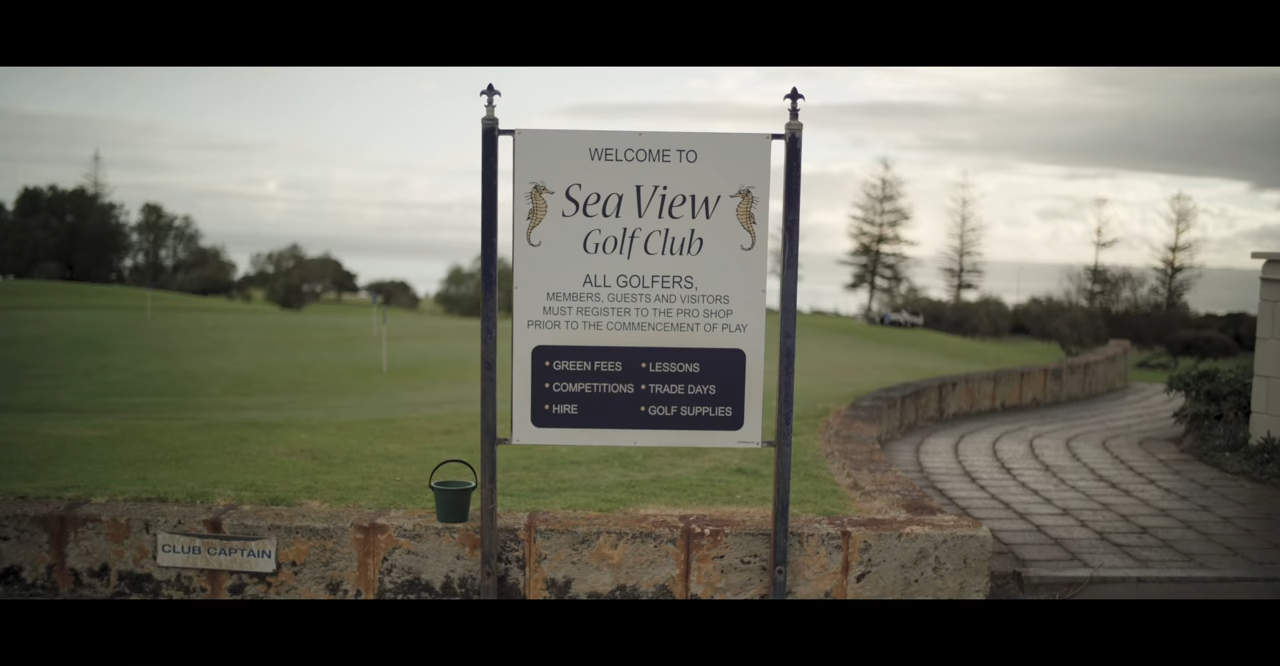 WELCOME TO
Sea View
Golf Club
ALL GOLFERS,
MEMBERS, GUESTS AND VISITORS
MUST REGISTER TO THE PRO SHOP
PRIOR TO THE COMMENCEMENT OF PLAY
• GREEN FEES
• COMPETITIONS
• HIRE
• LESSONS
• TRADE DAYS
• GOLF SUPPLIES
CLUB CAPTAIN